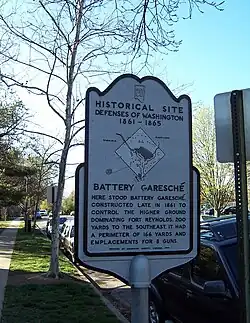 HISTORICAL SITE
DEFENSES OF WASHINGTON
1861 - 1865
BATTERY GARESCHÉ
HERE STOOD BATTERY GARESCHÉ,
CONSTRUCTED LATE IN 1861 TO
CONTROL THE HIGHER GROUND
DOMINATING FORT REYNOLDS, 200
YARDS TO THE SOUTHEAST. IT HAD
A PERIMETER OF 166 YARDS AND
EMPLACEMENTS FOR 8 GUNS.